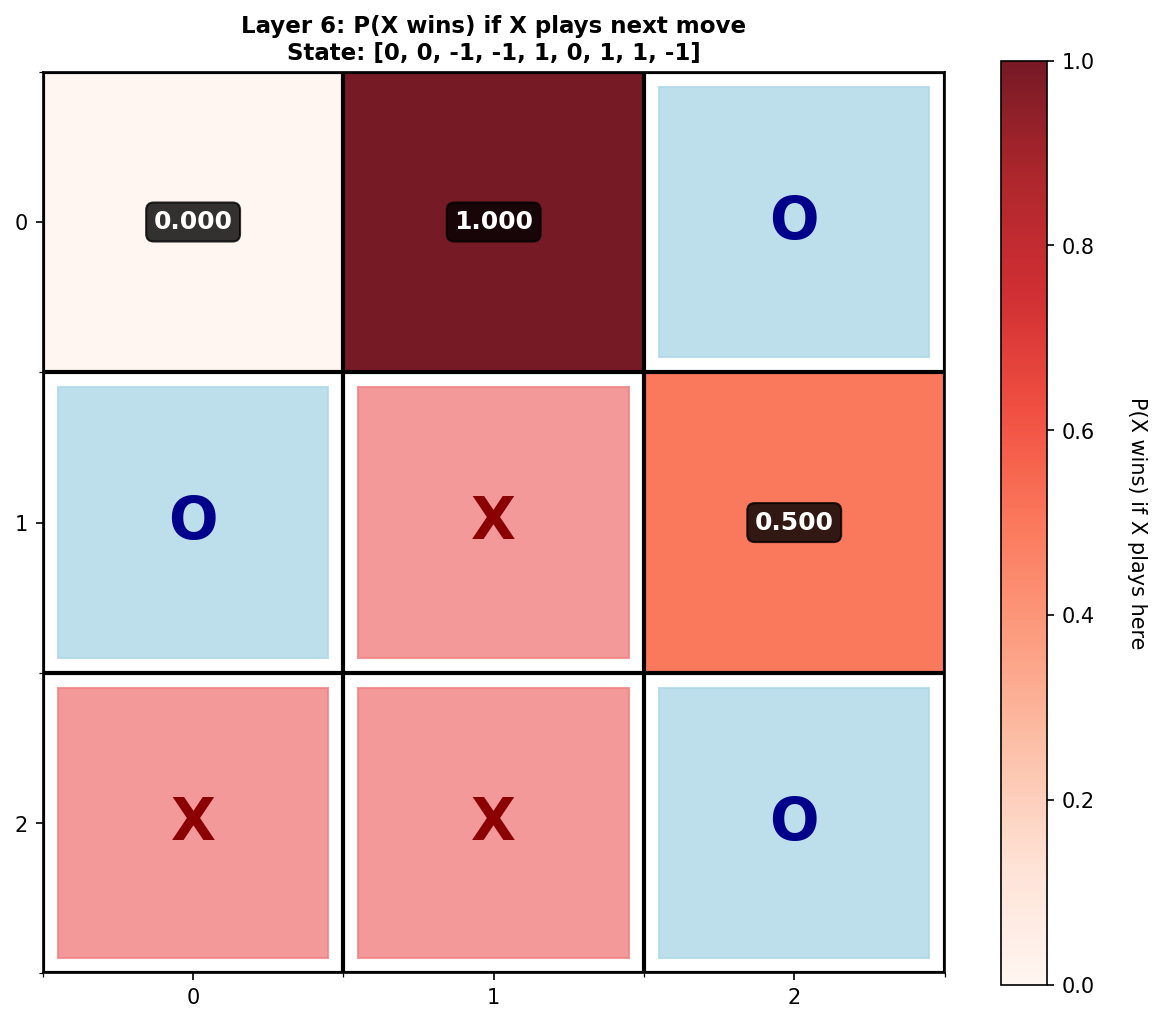 Layer 6: P(X wins) if X plays next move
State: [0, 0, -1, -1, 1, 0, 1, 1, -1]
0
0.000
1.000
O
1
O
X
0.500
2
X
X
O
0
1
2
1.0
0.8
0.6
0.4
0.2
0.0
P(X wins) if X plays here